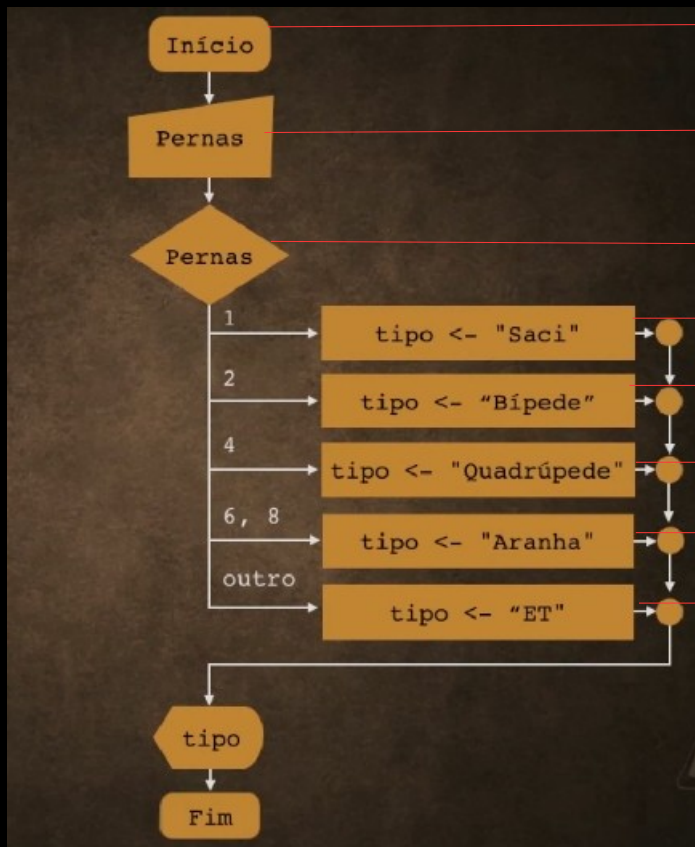 Início
Pernas
Pernas
1
tipo <- "Saci"
2
tipo <- “Bípede”
4
tipo <- "Quadrúpede"
6, 8
tipo <- "Aranha"
outro
tipo <- “ET"
tipo
Fim